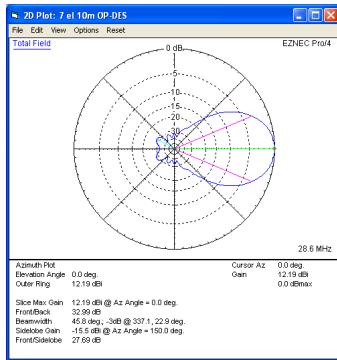 2D Plot: 7 el 10m OP-DES
File Edit View Options Reset
Total Field
EZNEC Pro/4
0 dB
-5
-10
-15
-20
-30
28.6 MHz
Azimuth Plot
Elevation Angle 0.0 deg.
Outer Ring 12.19 dBi
Cursor Az 0.0 deg.
Gain 12.19 dBi
0.0 dBmax
Slice Max Gain 12.19 dBi @ Az Angle = 0.0 deg.
Front/Back 32.99 dB
Beamwidth 45.8 deg.; -3dB @ 337.1, 22.9 deg.
Sidelobe Gain -15.5 dBi @ Az Angle = 150.0 deg.
Front/Sidelobe 27.69 dB